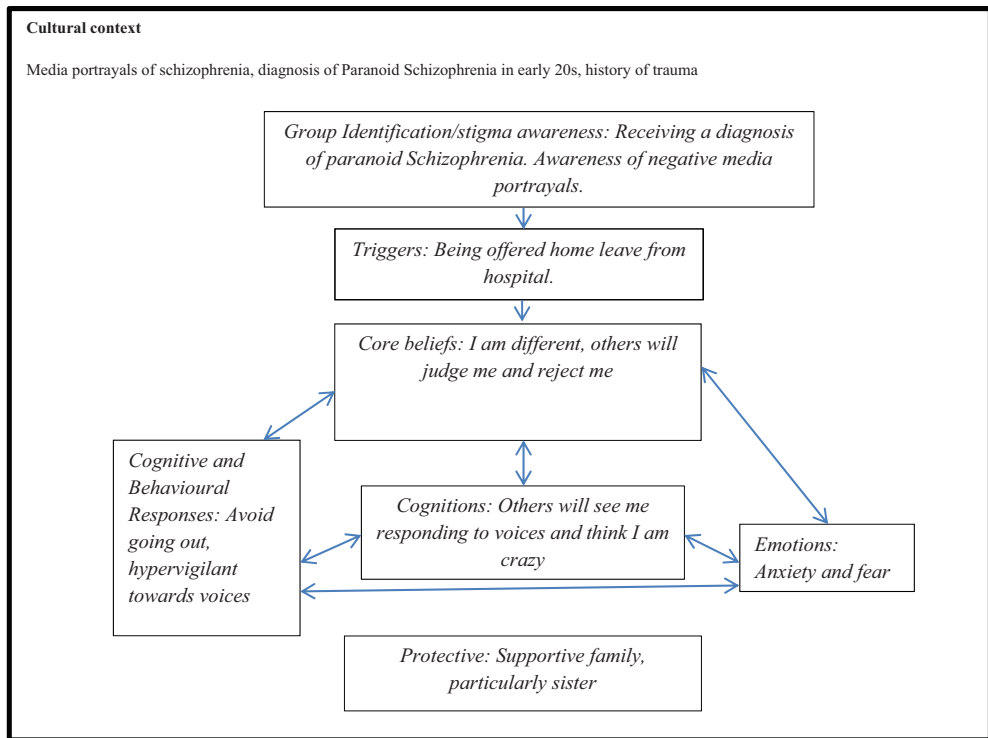 Cultural context
Media portrayals of schizophrenia, diagnosis of Paranoid Schizophrenia in early 20s, history of trauma
Group Identification/stigma awareness: Receiving a diagnosis
of paranoid Schizophrenia. Awareness of negative media
portrayals.
Triggers: Being offered home leave from
hospital.
Core beliefs: I am different, others will
judge me and reject me
Cognitive and
Behavioural
Responses: Avoid
going out,
hypervigilant
towards voices
Cognitions: Others will see me
responding to voices and think I am
crazy
Emotions:
Anxiety and fear
Protective: Supportive family,
particularly sister